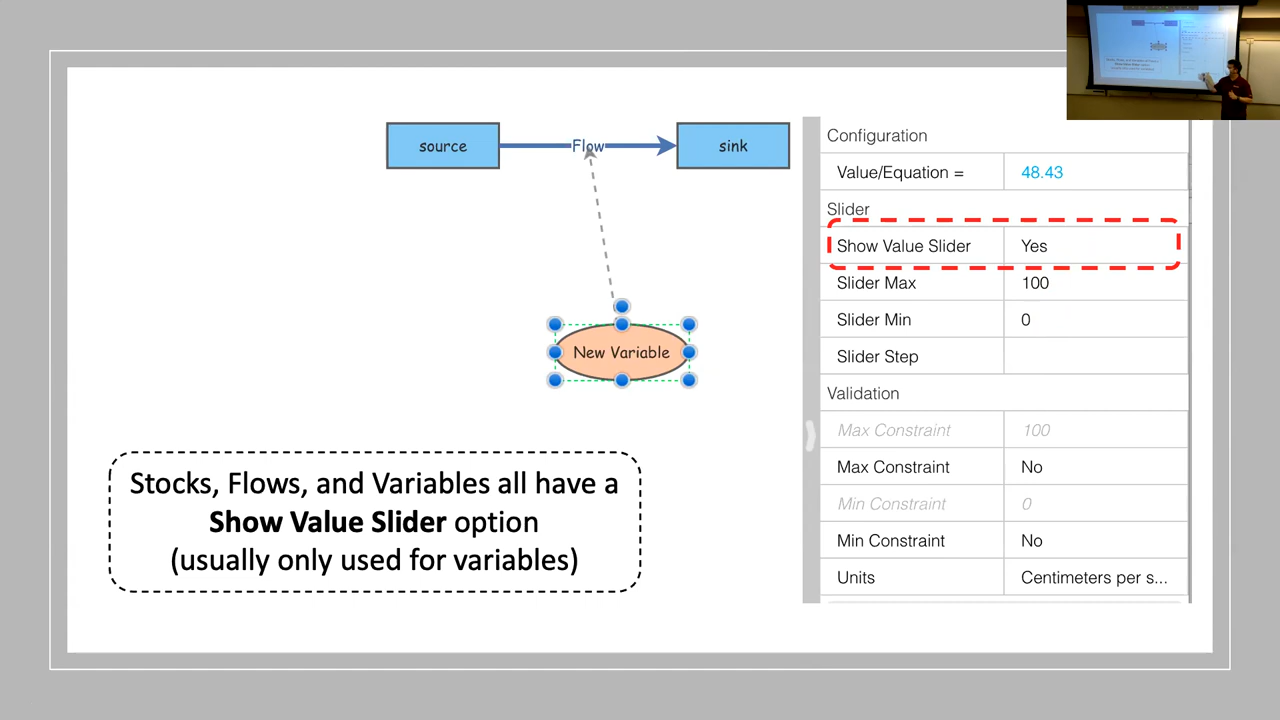 source
Flow
sink
New Variable
Stocks, Flows, and Variables all have a
Show Value Slider option
(usually only used for variables)
Configuration
Value/Equation = 48.43
Slider
Show Value Slider Yes
Slider Max 100
Slider Min 0
Slider Step
Validation
Max Constraint 100
Max Constraint No
Min Constraint 0
Min Constraint No
Units Centimeters per s...